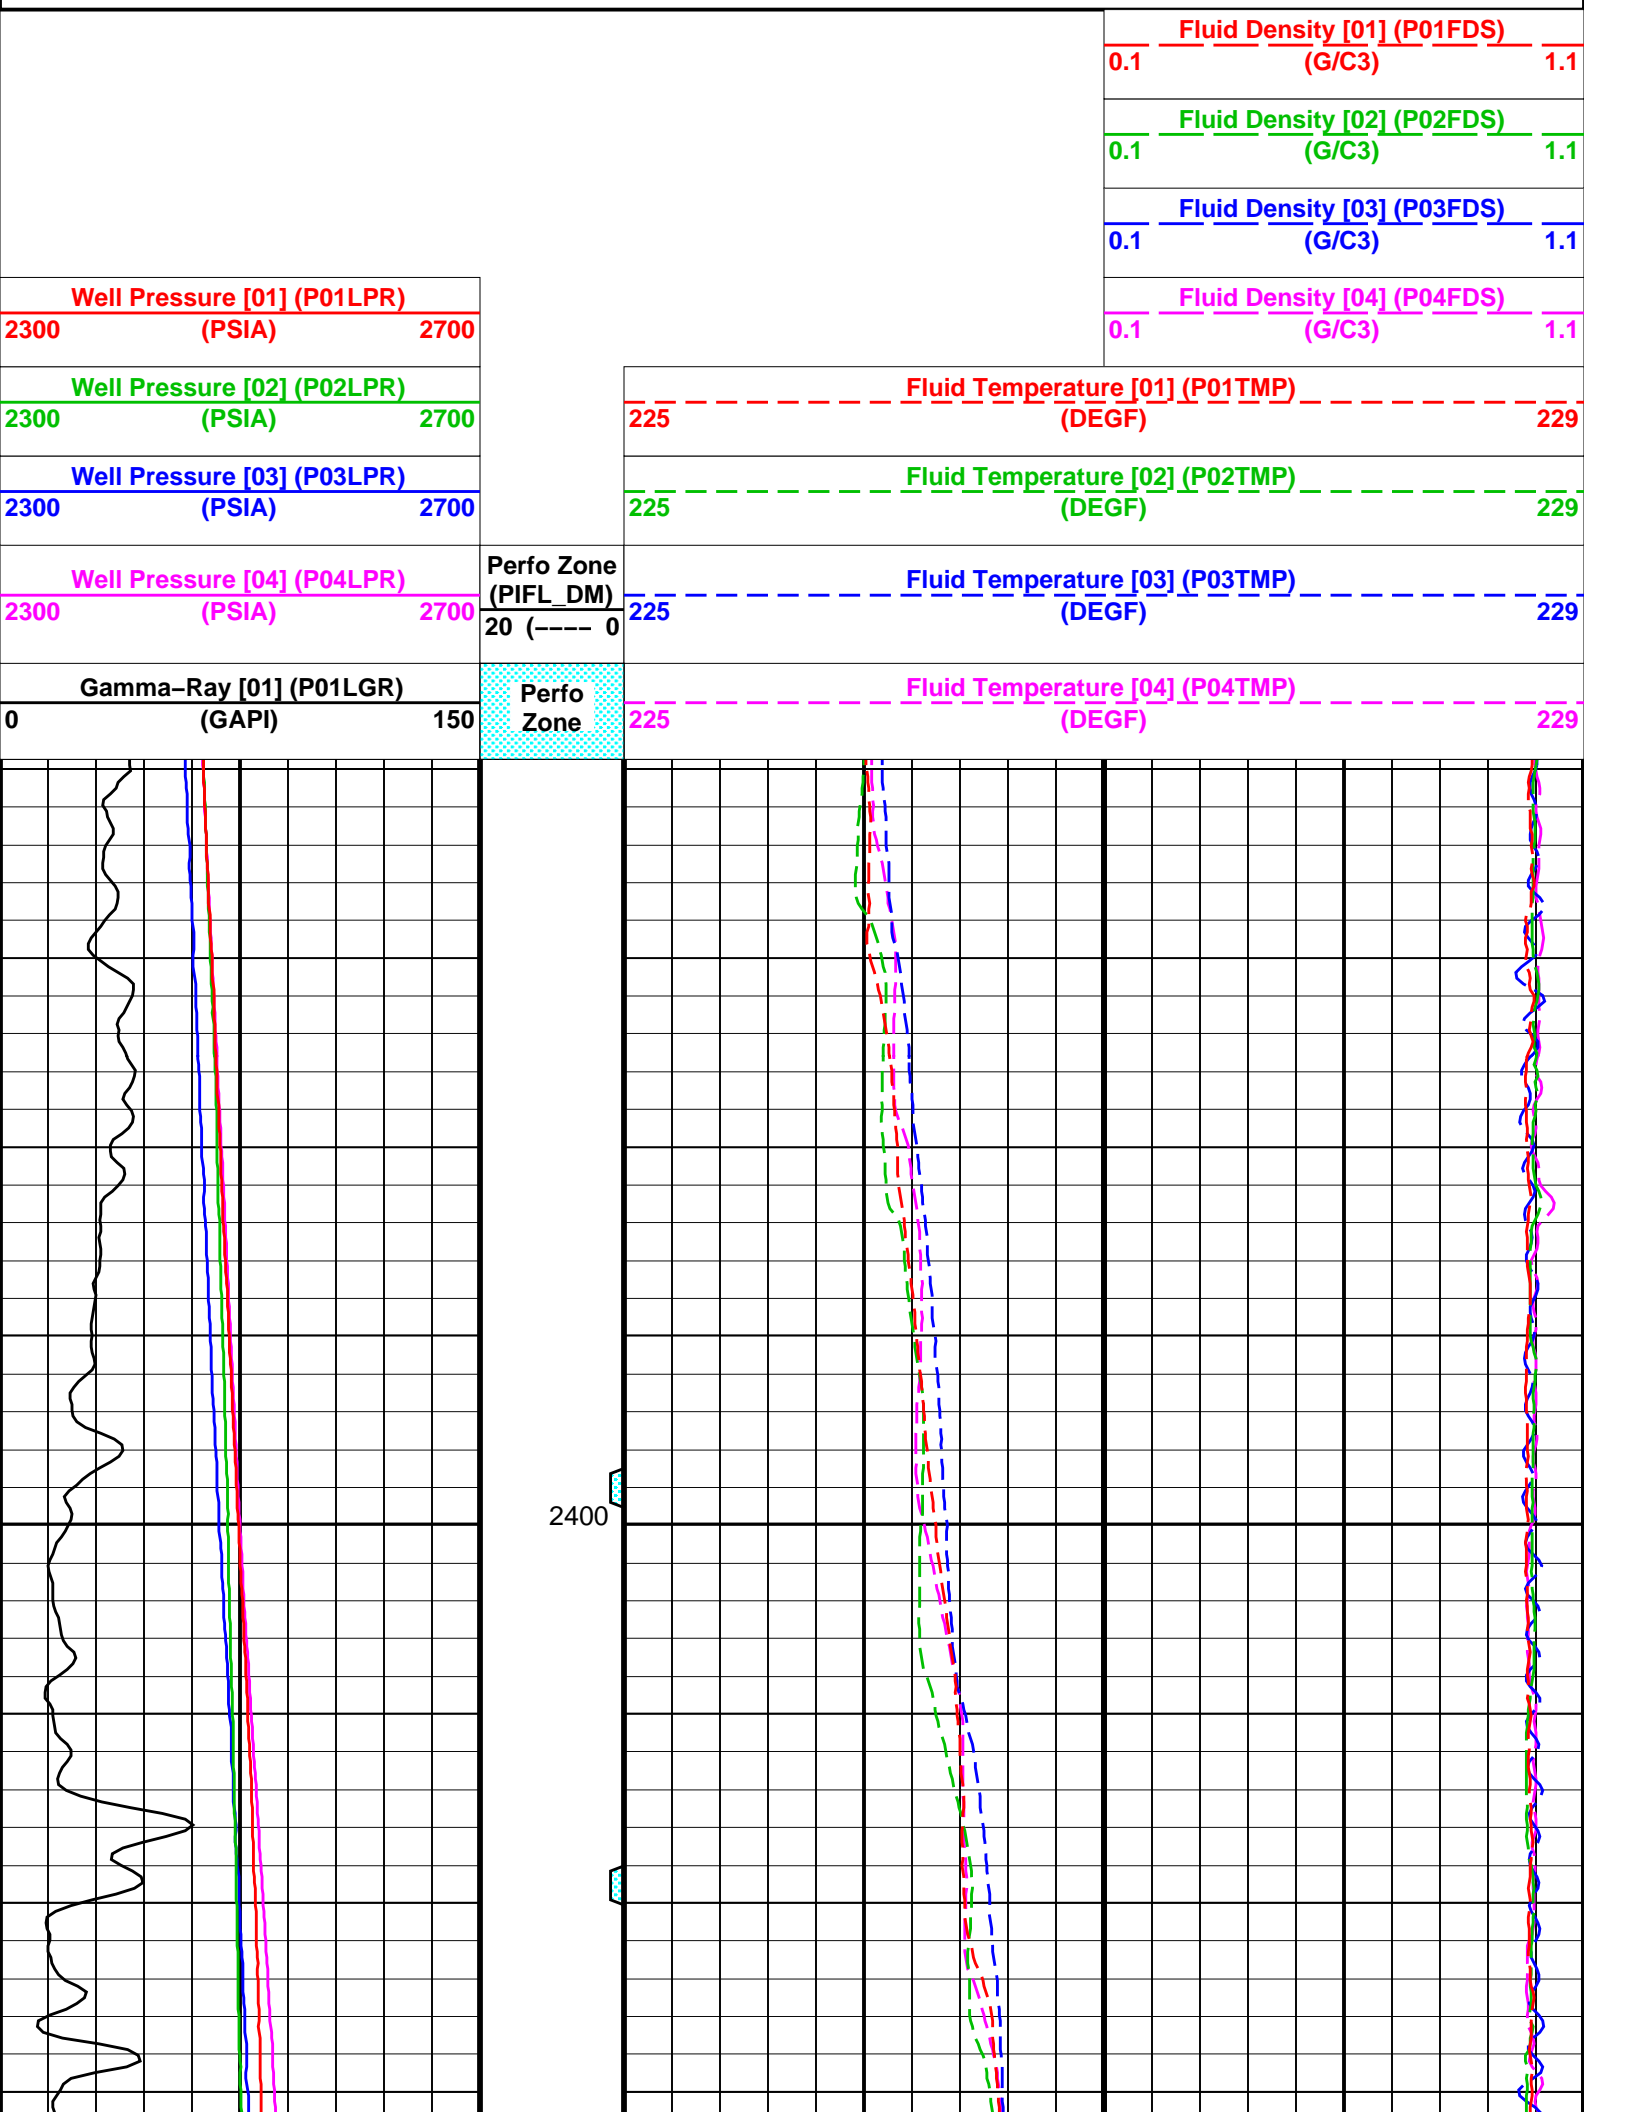 Fluid Density [01] (P01FDS)
0.1 (G/C3) 1.1
Fluid Density [02] (P02FDS)
0.1 (G/C3) 1.1
Fluid Density [03] (P03FDS)
0.1 (G/C3) 1.1
Fluid Density [04] (P04FDS)
0.1 (G/C3) 1.1
Well Pressure [01] (P01LPR)
2300 (PSIA) 2700
Well Pressure [02] (P02LPR)
2300 (PSIA) 2700
Well Pressure [03] (P03LPR)
2300 (PSIA) 2700
Well Pressure [04] (P04LPR)
2300 (PSIA) 2700
Gamma−Ray [01] (P01LGR)
0 (GAPI) 150
Perfo Zone
(PIFL_DM)
20 (−−−− 0
Perfo
Zone
Fluid Temperature [01] (P01TMP)
225 (DEGF) 229
Fluid Temperature [02] (P02TMP)
225 (DEGF) 229
Fluid Temperature [03] (P03TMP)
225 (DEGF) 229
Fluid Temperature [04] (P04TMP)
225 (DEGF) 229
2400